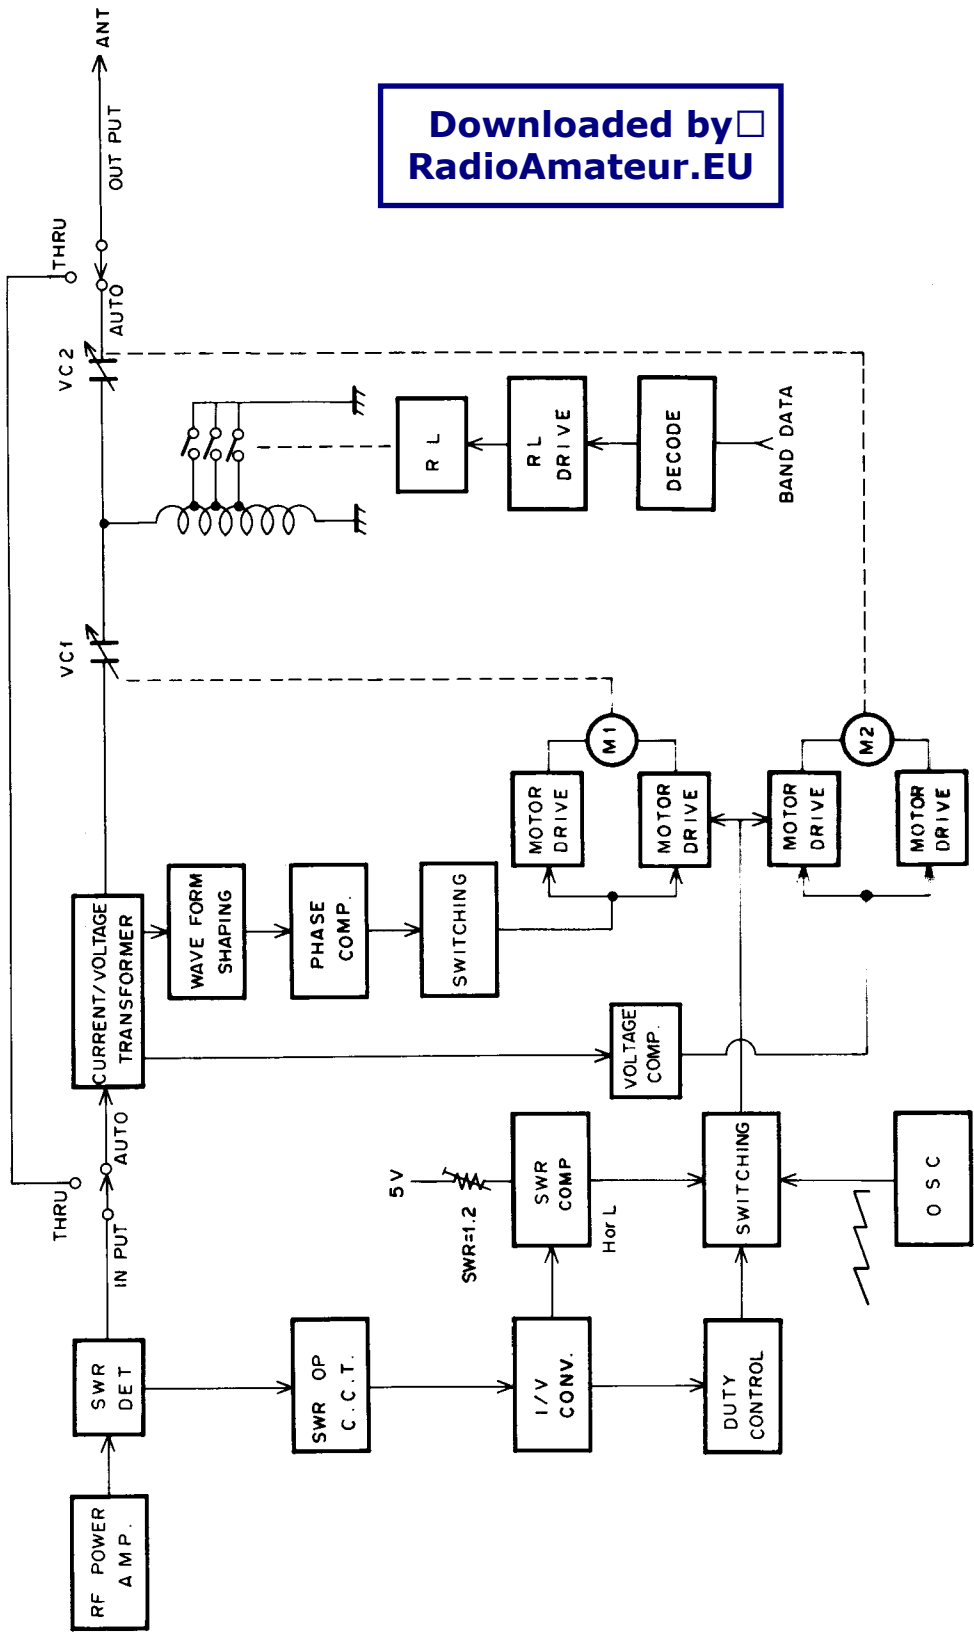 Downloaded by□
RadioAmateur.EU
RF POWER
AMP.
SWR
DET
IN PUT
THRU
AUTO
CURRENT/VOLTAGE
TRANSFORMER
VC1
VC2
AUTO
THRU
OUT PUT
ANT
WAVE FORM
SHAPING
PHASE
COMP.
SWITCHING
SWR OP
C.C.T.
I/V
CONV.
DUTY
CONTROL
5V
SWR=1.2
SWR
COMP
H or L
SWITCHING
OSC
VOLTAGE
COMP.
MOTOR
DRIVE
MOTOR
DRIVE
M1
MOTOR
DRIVE
MOTOR
DRIVE
M2
RL
RL
DRIVE
DECODE
BAND DATA